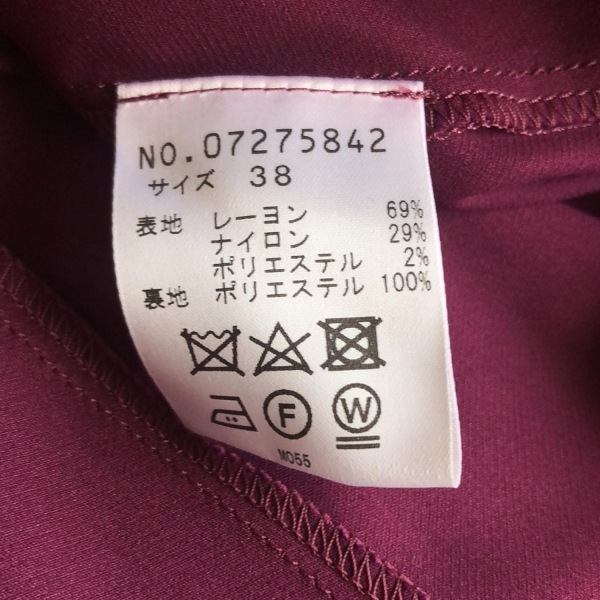 NO.07275842
サイズ 38
表地 レーヨン 69%
ナイロン 29%
ポリエステル 2%
裏地 ポリエステル 100%
F W
M055